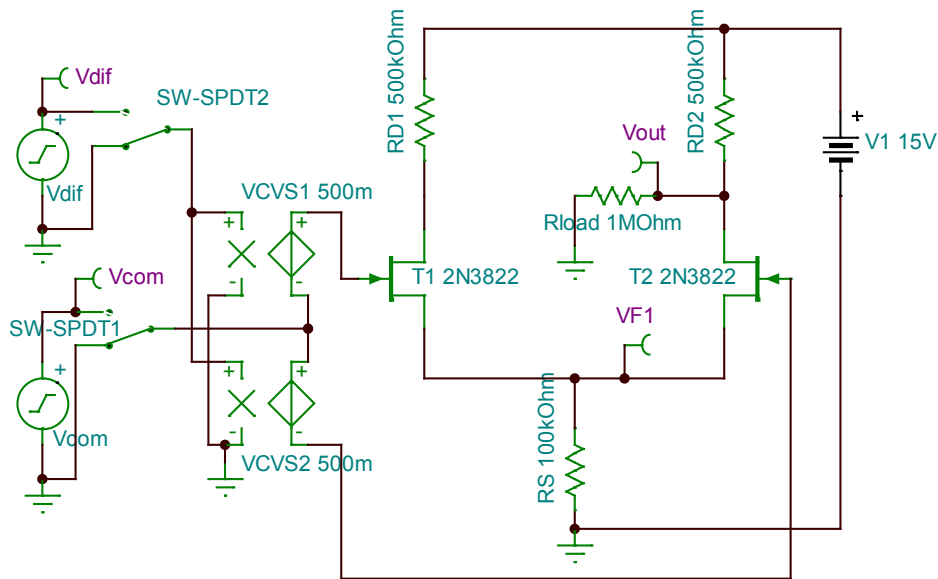 Vdif
SW-SPDT2
+
Vdif
RD1 500kOhm
RD2 500kOhm
+
V1 15V
Vout
Rload 1MOhm
VCVS1 500m
+
+
-
-
T1 2N3822
T2 2N3822
Vcom
SW-SPDT1
+
Vcom
VF1
+
+
-
-
VCVS2 500m
RS 100kOhm